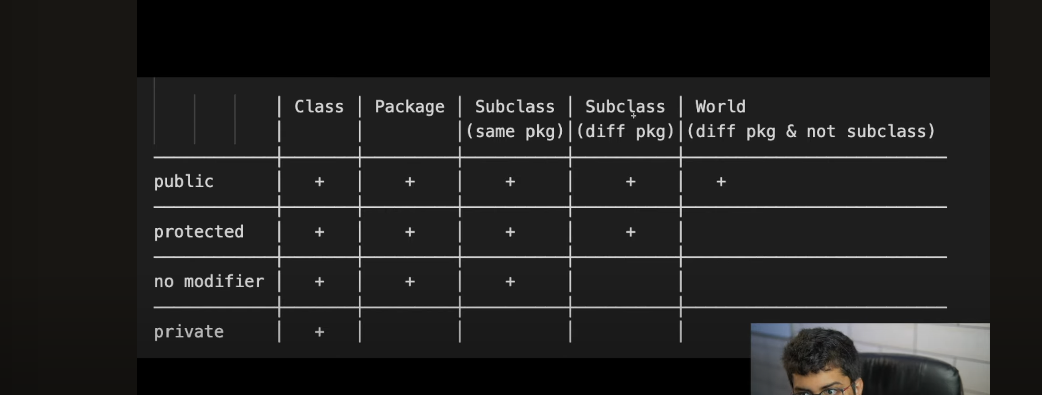 | Class | Package | Subclass | Subclass | World
| | |(same pkg)|(diff pkg)|(diff pkg & not subclass)
public | + | + | + | + | +
protected | + | + | + | + |
no modifier | + | + | + | |
private | + | | | |